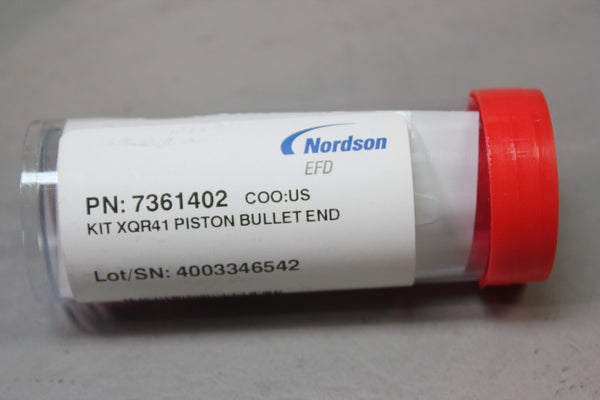 Nordson
EFD
PN: 7361402 COO:US
KIT XQR41 PISTON BULLET END
Lot/SN: 4003346542